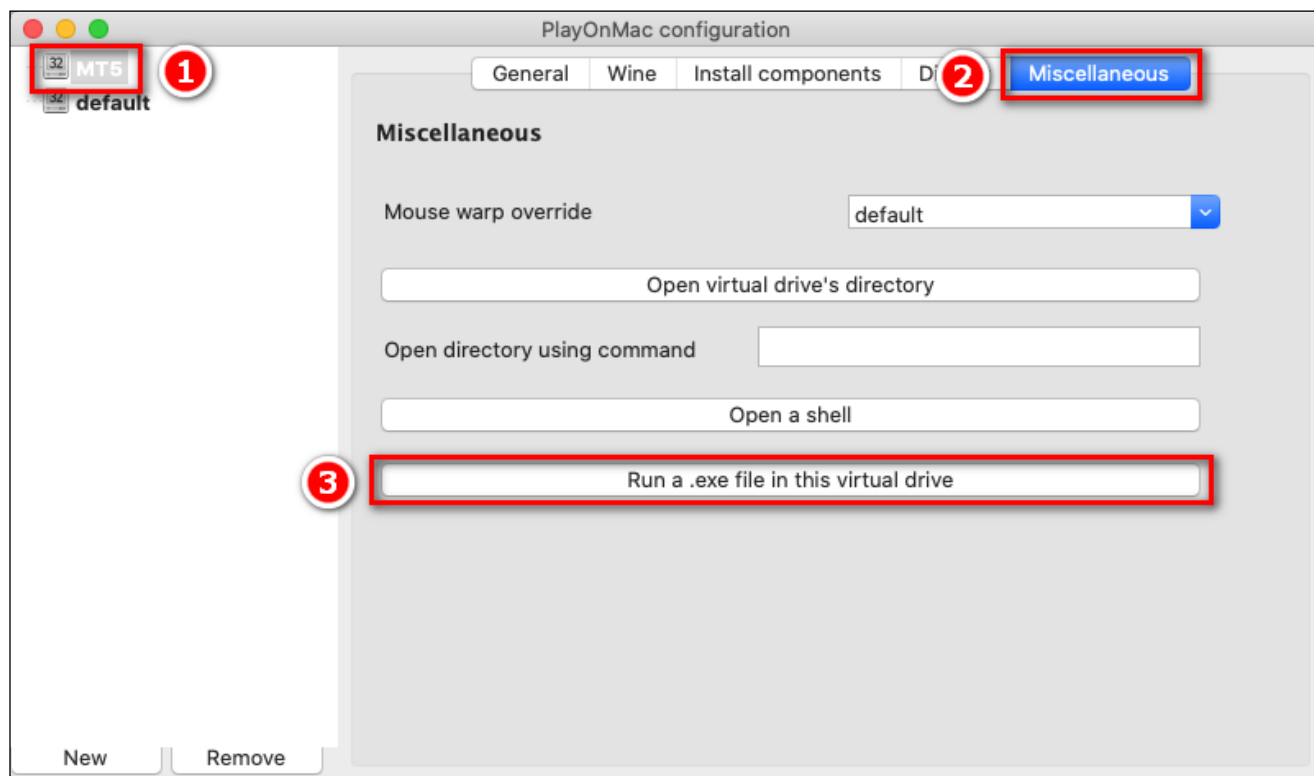 PlayOnMac configuration
32 MT5 1
32 default
General Wine Install components Di 2 Miscellaneous
Miscellaneous
Mouse warp override default
Open virtual drive's directory
Open directory using command
Open a shell
3 Run a .exe file in this virtual drive
New Remove